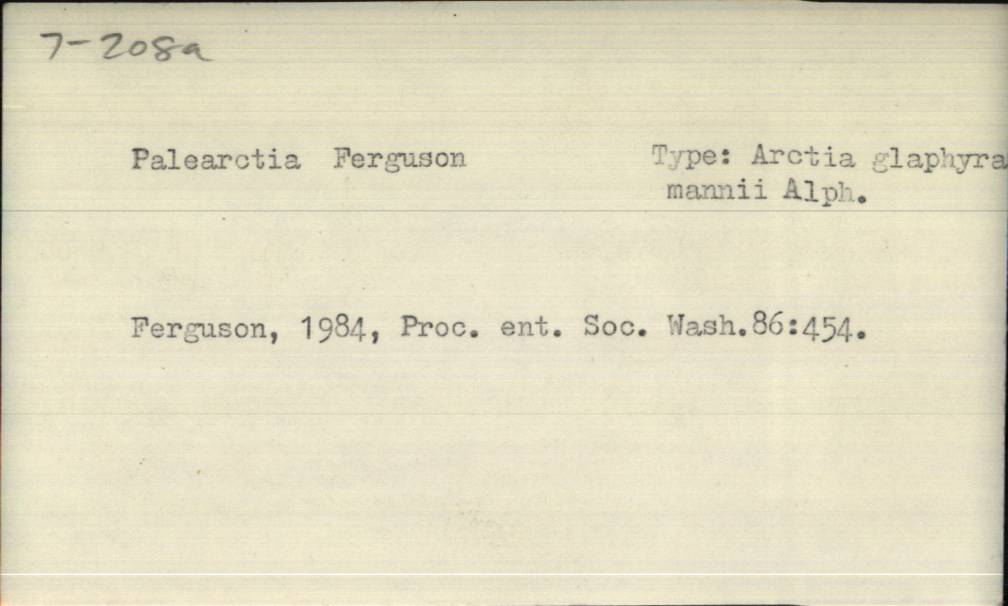 7-208a
Palearctia Ferguson Type: Arctia glaphyra
mannii Alph.
Ferguson, 1984, Proc. ent. Soc. Wash.86:454.